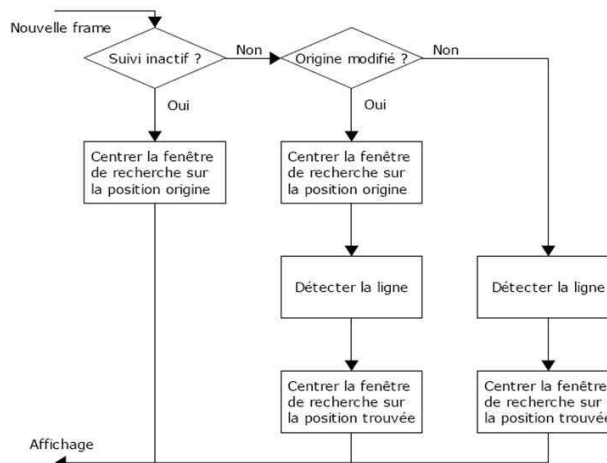 Nouvelle frame
Suivi inactif ?
Non
Origine modifié ?
Non
Oui
Oui
Centrer la fenêtre
de recherche sur
la position origine
Centrer la fenêtre
de recherche sur
la position origine
Détecter la ligne
Détecter la ligne
Centrer la fenêtre
de recherche sur
la position trouvée
Centrer la fenêtre
de recherche sur
la position trouvée
Affichage